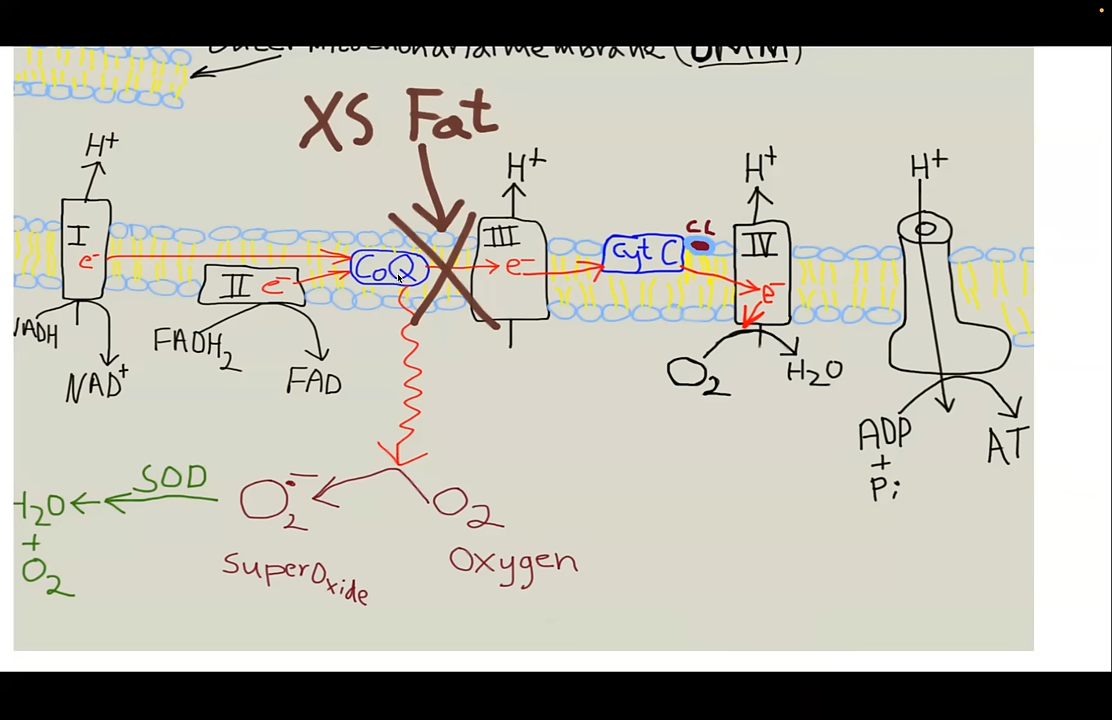 Outer Mitochondrial membrane (OMM)
XS Fat
H+
H+
H+
H+
I
e-
II
e-
CoQ
III
e-
Cyt C
CL
IV
e-
NADH
NAD+
FADH2
FAD
O2
H2O
ADP
+
Pi
AT
H2O
+
O2
SOD
O2•−
SuperOxide
O2
Oxygen